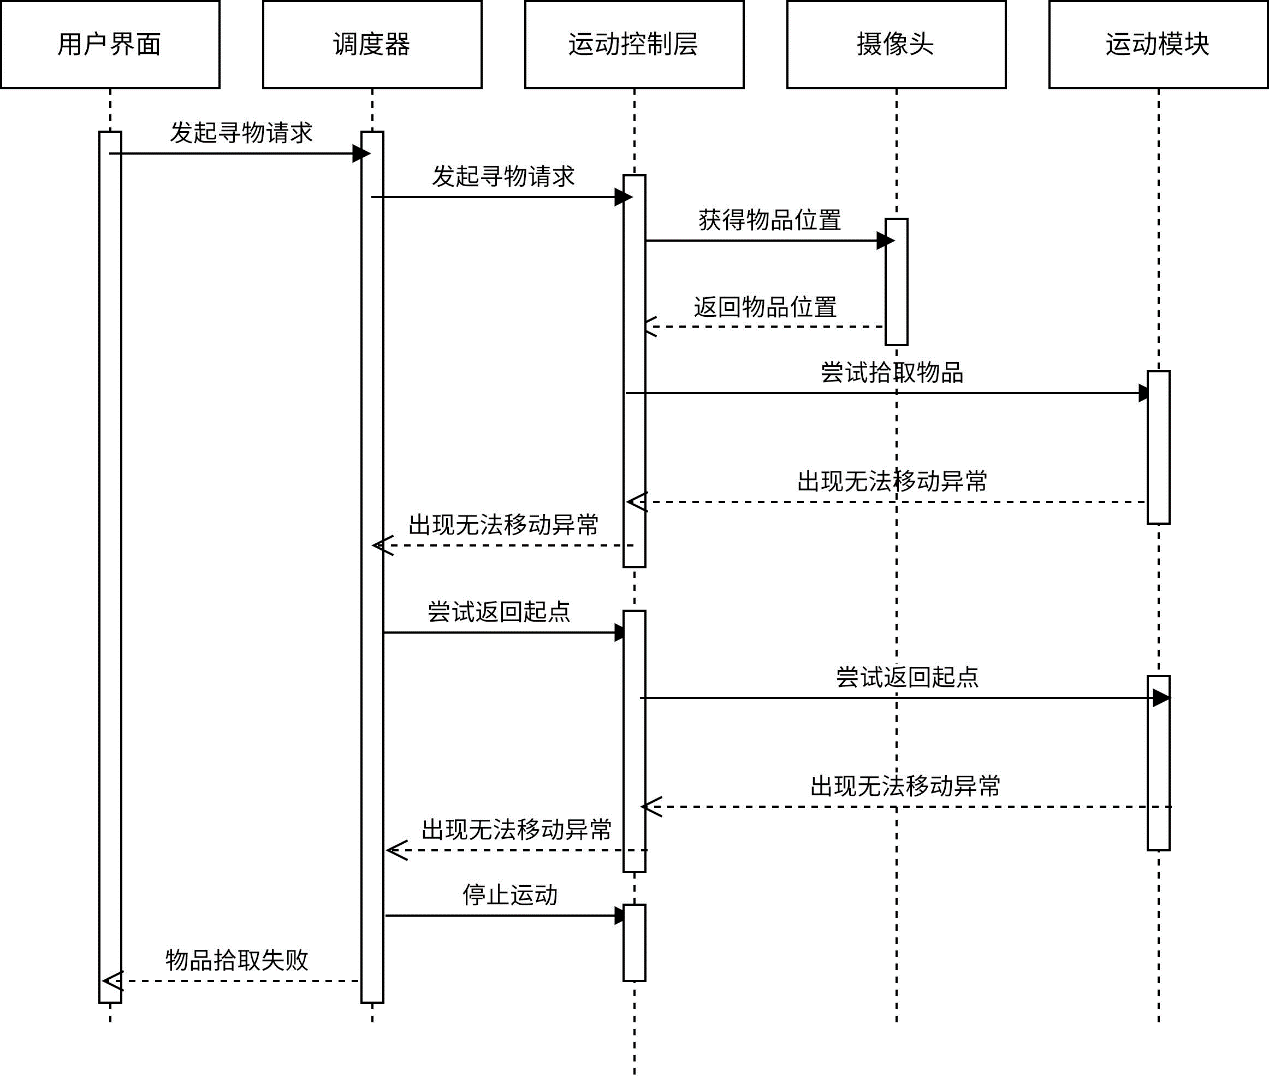 用户界面
调度器
运动控制层
摄像头
运动模块
发起寻物请求
发起寻物请求
获得物品位置
返回物品位置
尝试拾取物品
出现无法移动异常
出现无法移动异常
尝试返回起点
尝试返回起点
出现无法移动异常
出现无法移动异常
停止运动
物品拾取失败